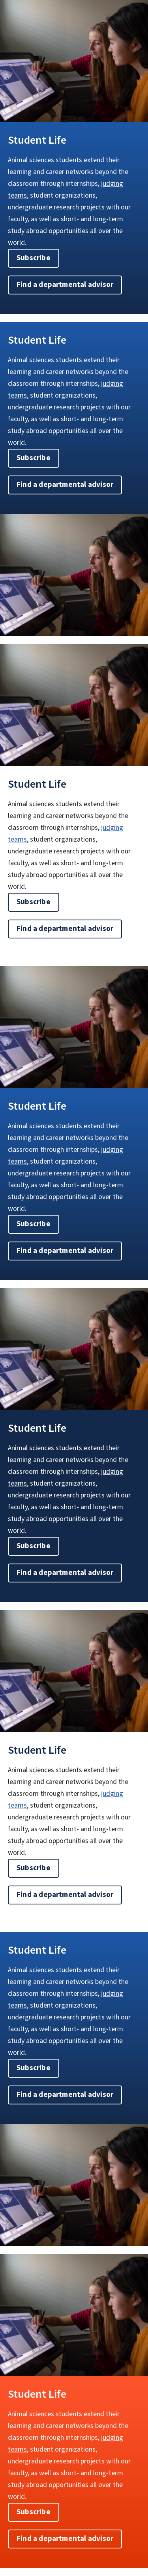 Student Life
Animal sciences students extend their
learning and career networks beyond the
classroom through internships, judging
teams, student organizations,
undergraduate research projects with our
faculty, as well as short- and long-term
study abroad opportunities all over the
world.
Subscribe
Find a departmental advisor
Student Life
Animal sciences students extend their
learning and career networks beyond the
classroom through internships, judging
teams, student organizations,
undergraduate research projects with our
faculty, as well as short- and long-term
study abroad opportunities all over the
world.
Subscribe
Find a departmental advisor
Student Life
Animal sciences students extend their
learning and career networks beyond the
classroom through internships, judging
teams, student organizations,
undergraduate research projects with our
faculty, as well as short- and long-term
study abroad opportunities all over the
world.
Subscribe
Find a departmental advisor
Student Life
Animal sciences students extend their
learning and career networks beyond the
classroom through internships, judging
teams, student organizations,
undergraduate research projects with our
faculty, as well as short- and long-term
study abroad opportunities all over the
world.
Subscribe
Find a departmental advisor
Student Life
Animal sciences students extend their
learning and career networks beyond the
classroom through internships, judging
teams, student organizations,
undergraduate research projects with our
faculty, as well as short- and long-term
study abroad opportunities all over the
world.
Subscribe
Find a departmental advisor
Student Life
Animal sciences students extend their
learning and career networks beyond the
classroom through internships, judging
teams, student organizations,
undergraduate research projects with our
faculty, as well as short- and long-term
study abroad opportunities all over the
world.
Subscribe
Find a departmental advisor
Student Life
Animal sciences students extend their
learning and career networks beyond the
classroom through internships, judging
teams, student organizations,
undergraduate research projects with our
faculty, as well as short- and long-term
study abroad opportunities all over the
world.
Subscribe
Find a departmental advisor
Student Life
Animal sciences students extend their
learning and career networks beyond the
classroom through internships, judging
teams, student organizations,
undergraduate research projects with our
faculty, as well as short- and long-term
study abroad opportunities all over the
world.
Subscribe
Find a departmental advisor